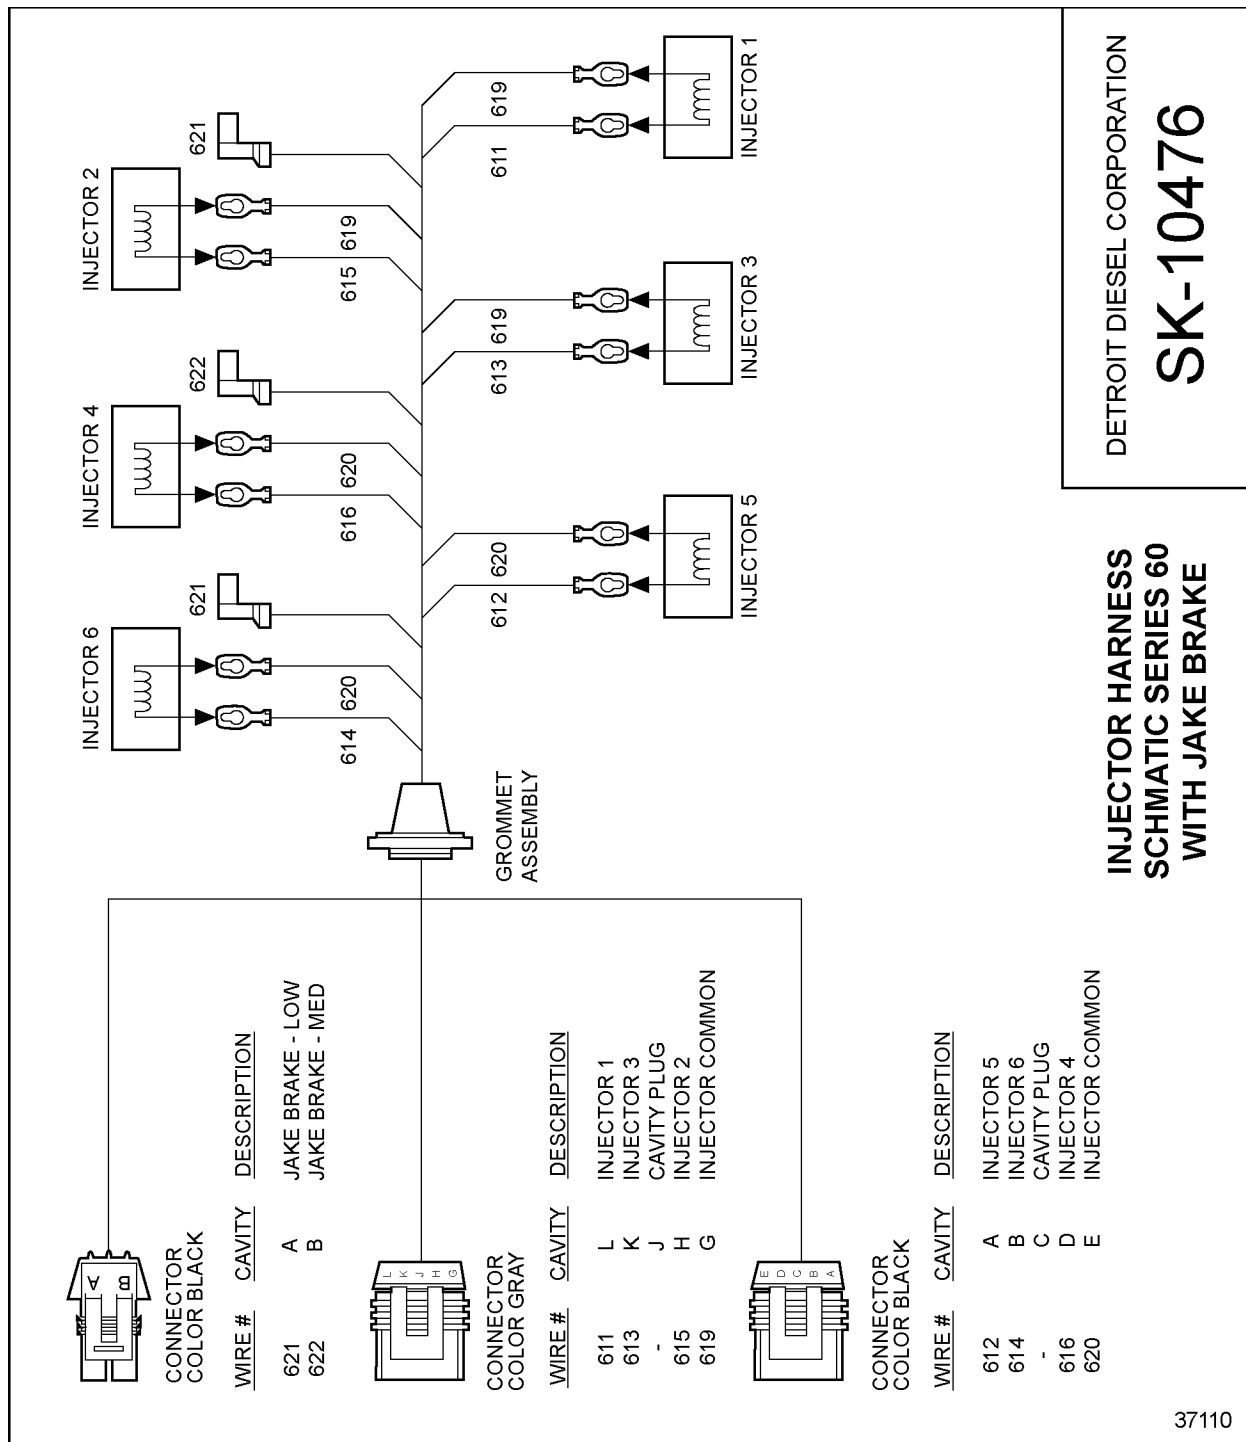 CONNECTOR
COLOR BLACK
A
B
WIRE # CAVITY DESCRIPTION
621 A JAKE BRAKE - LOW
622 B JAKE BRAKE - MED
CONNECTOR
COLOR GRAY
L
K
J
H
G
WIRE # CAVITY DESCRIPTION
611 L INJECTOR 1
613 K INJECTOR 3
- J CAVITY PLUG
615 H INJECTOR 2
619 G INJECTOR COMMON
CONNECTOR
COLOR BLACK
E
D
C
B
A
WIRE # CAVITY DESCRIPTION
612 A INJECTOR 5
614 B INJECTOR 6
- C CAVITY PLUG
616 D INJECTOR 4
620 E INJECTOR COMMON
GROMMET
ASSEMBLY
INJECTOR 6
621
614
620
INJECTOR 4
622
616
620
INJECTOR 2
621
615
619
612
620
INJECTOR 5
613
619
INJECTOR 3
611
619
INJECTOR 1
INJECTOR HARNESS
SCHMATIC SERIES 60
WITH JAKE BRAKE
DETROIT DIESEL CORPORATION
SK-10476
37110